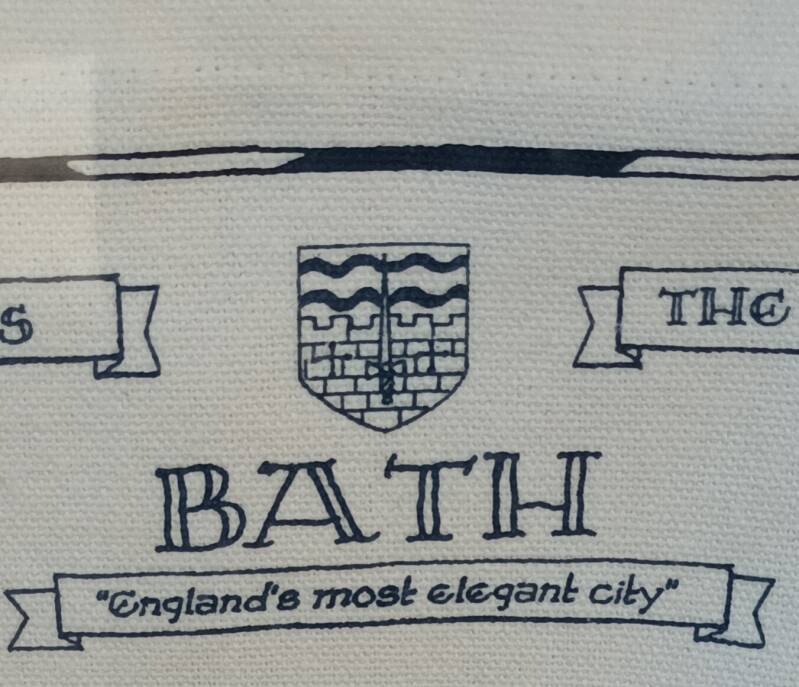 S
THE
BATH
"England's most elegant city"